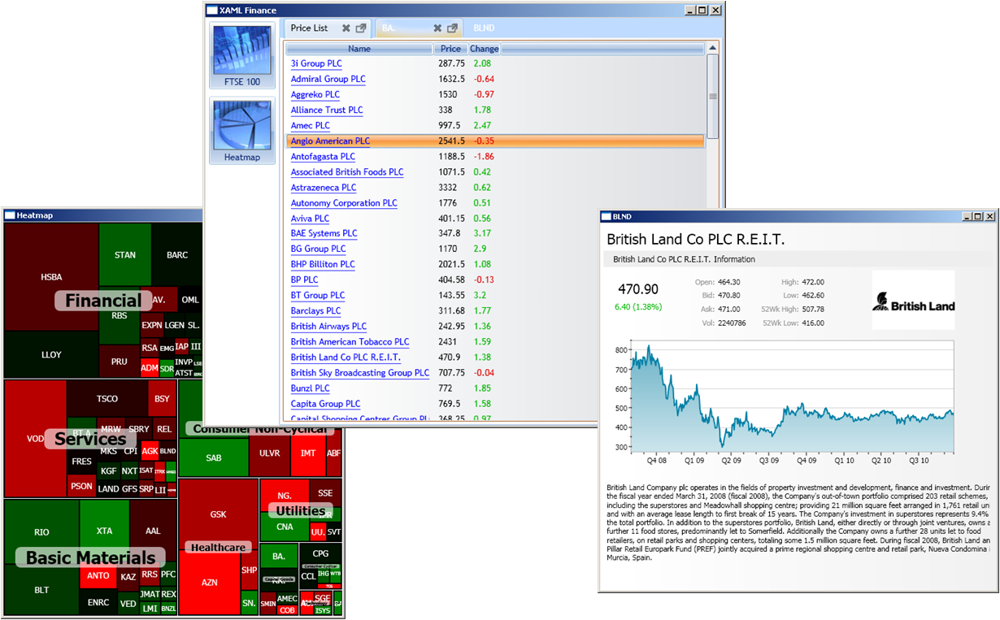 XAML Finance
FTSE 100
Heatmap
Price List
BA.
BLND
Name Price Change
3i Group PLC 287.75 2.08
Admiral Group PLC 1632.5 -0.64
Aggreko PLC 1530 -0.97
Alliance Trust PLC 338 1.78
Amec PLC 997.5 2.47
Anglo American PLC 2541.5 -0.35
Antofagasta PLC 1188.5 -1.86
Associated British Foods PLC 1071.5 0.42
Astrazeneca PLC 3332 0.62
Autonomy Corporation PLC 1776 0.51
Aviva PLC 401.15 0.56
BAE Systems PLC 347.8 3.17
BG Group PLC 1170 2.9
BHP Billiton PLC 2021.5 1.08
BP PLC 404.58 -0.13
BT Group PLC 143.55 3.2
Barclays PLC 311.68 1.77
British Airways PLC 242.95 1.36
British American Tobacco PLC 2431 1.59
British Land Co PLC R.E.I.T. 470.9 1.38
British Sky Broadcasting Group PLC 707.75 -0.04
Bunzl PLC 772 1.85
Capita Group PLC 769.5 1.58
Capital Shopping Centres Group PL 368.25 0.97
Heatmap
HSBA
STAN
BARC
Financial
AV.
OML
RBS
EXPN LGEN SL.
LLOY
PRU
RSA EMG IAP III
ADM SDR INVP LSE
ATST
Services
VOD
TSCO
BSY
MRW SBRY REL
MKS CPI AGK BLND
FRES
KGF NXT ISAT ITRK
PSON
LAND GFS SRP LII
Basic Materials
RIO
XTA
AAL
BLT
ANTO
KAZ RRS PFC
ENRC
VED
JMAT REX
LMI BNZL
Consumer Non-Cyclical
SAB
ULVR
IMT
ABF
Healthcare
GSK
AZN
SHP
SN.
Utilities
NG.
SSE
CNA
UU. SVT
BA.
Capital Goods
SMIN
AMEC
COB
CPG
Consumer Cyclical
CCL IHG WTB
TCG
SGE
ISYS
BLND
British Land Co PLC R.E.I.T.
British Land Co PLC R.E.I.T. Information
470.90
6.40 (1.38%)
Open: 464.30 High: 472.00
Bid: 470.80 Low: 462.60
Ask: 471.00 52Wk High: 507.78
Vol: 2240786 52Wk Low: 416.00
British Land
800
700
600
500
400
300
Q4 08 Q2 09 Q3 09 Q4 09 Q1 10 Q2 10 Q3 10
British Land Company plc operates in the fields of property investment and development, finance and investment. Durin
the fiscal year ended March 31, 2008 (fiscal 2008), the Company's out-of-town portfolio comprised 203 retail schemes,
including the superstores and Meadowhall shopping centre; providing 21 million square feet arranged in 1,761 retail un
and with an average lease length to first break of 15 years. The Company's investment in superstores represents 9.4%
the total portfolio. In addition to the superstores portfolio, British Land, either directly or through joint ventures, owns a
further 11 food stores, predominantly let to Somerfield. Additionally the Company owns a further 28 units let to food
retailers, on retail parks and shopping centers, totaling some 1.5 million square feet. During fiscal 2008, British Land an
Pillar Retail Europark Fund (PREF) jointly acquired a prime regional shopping centre and retail park, Nueva Condomina i
Murcia, Spain.